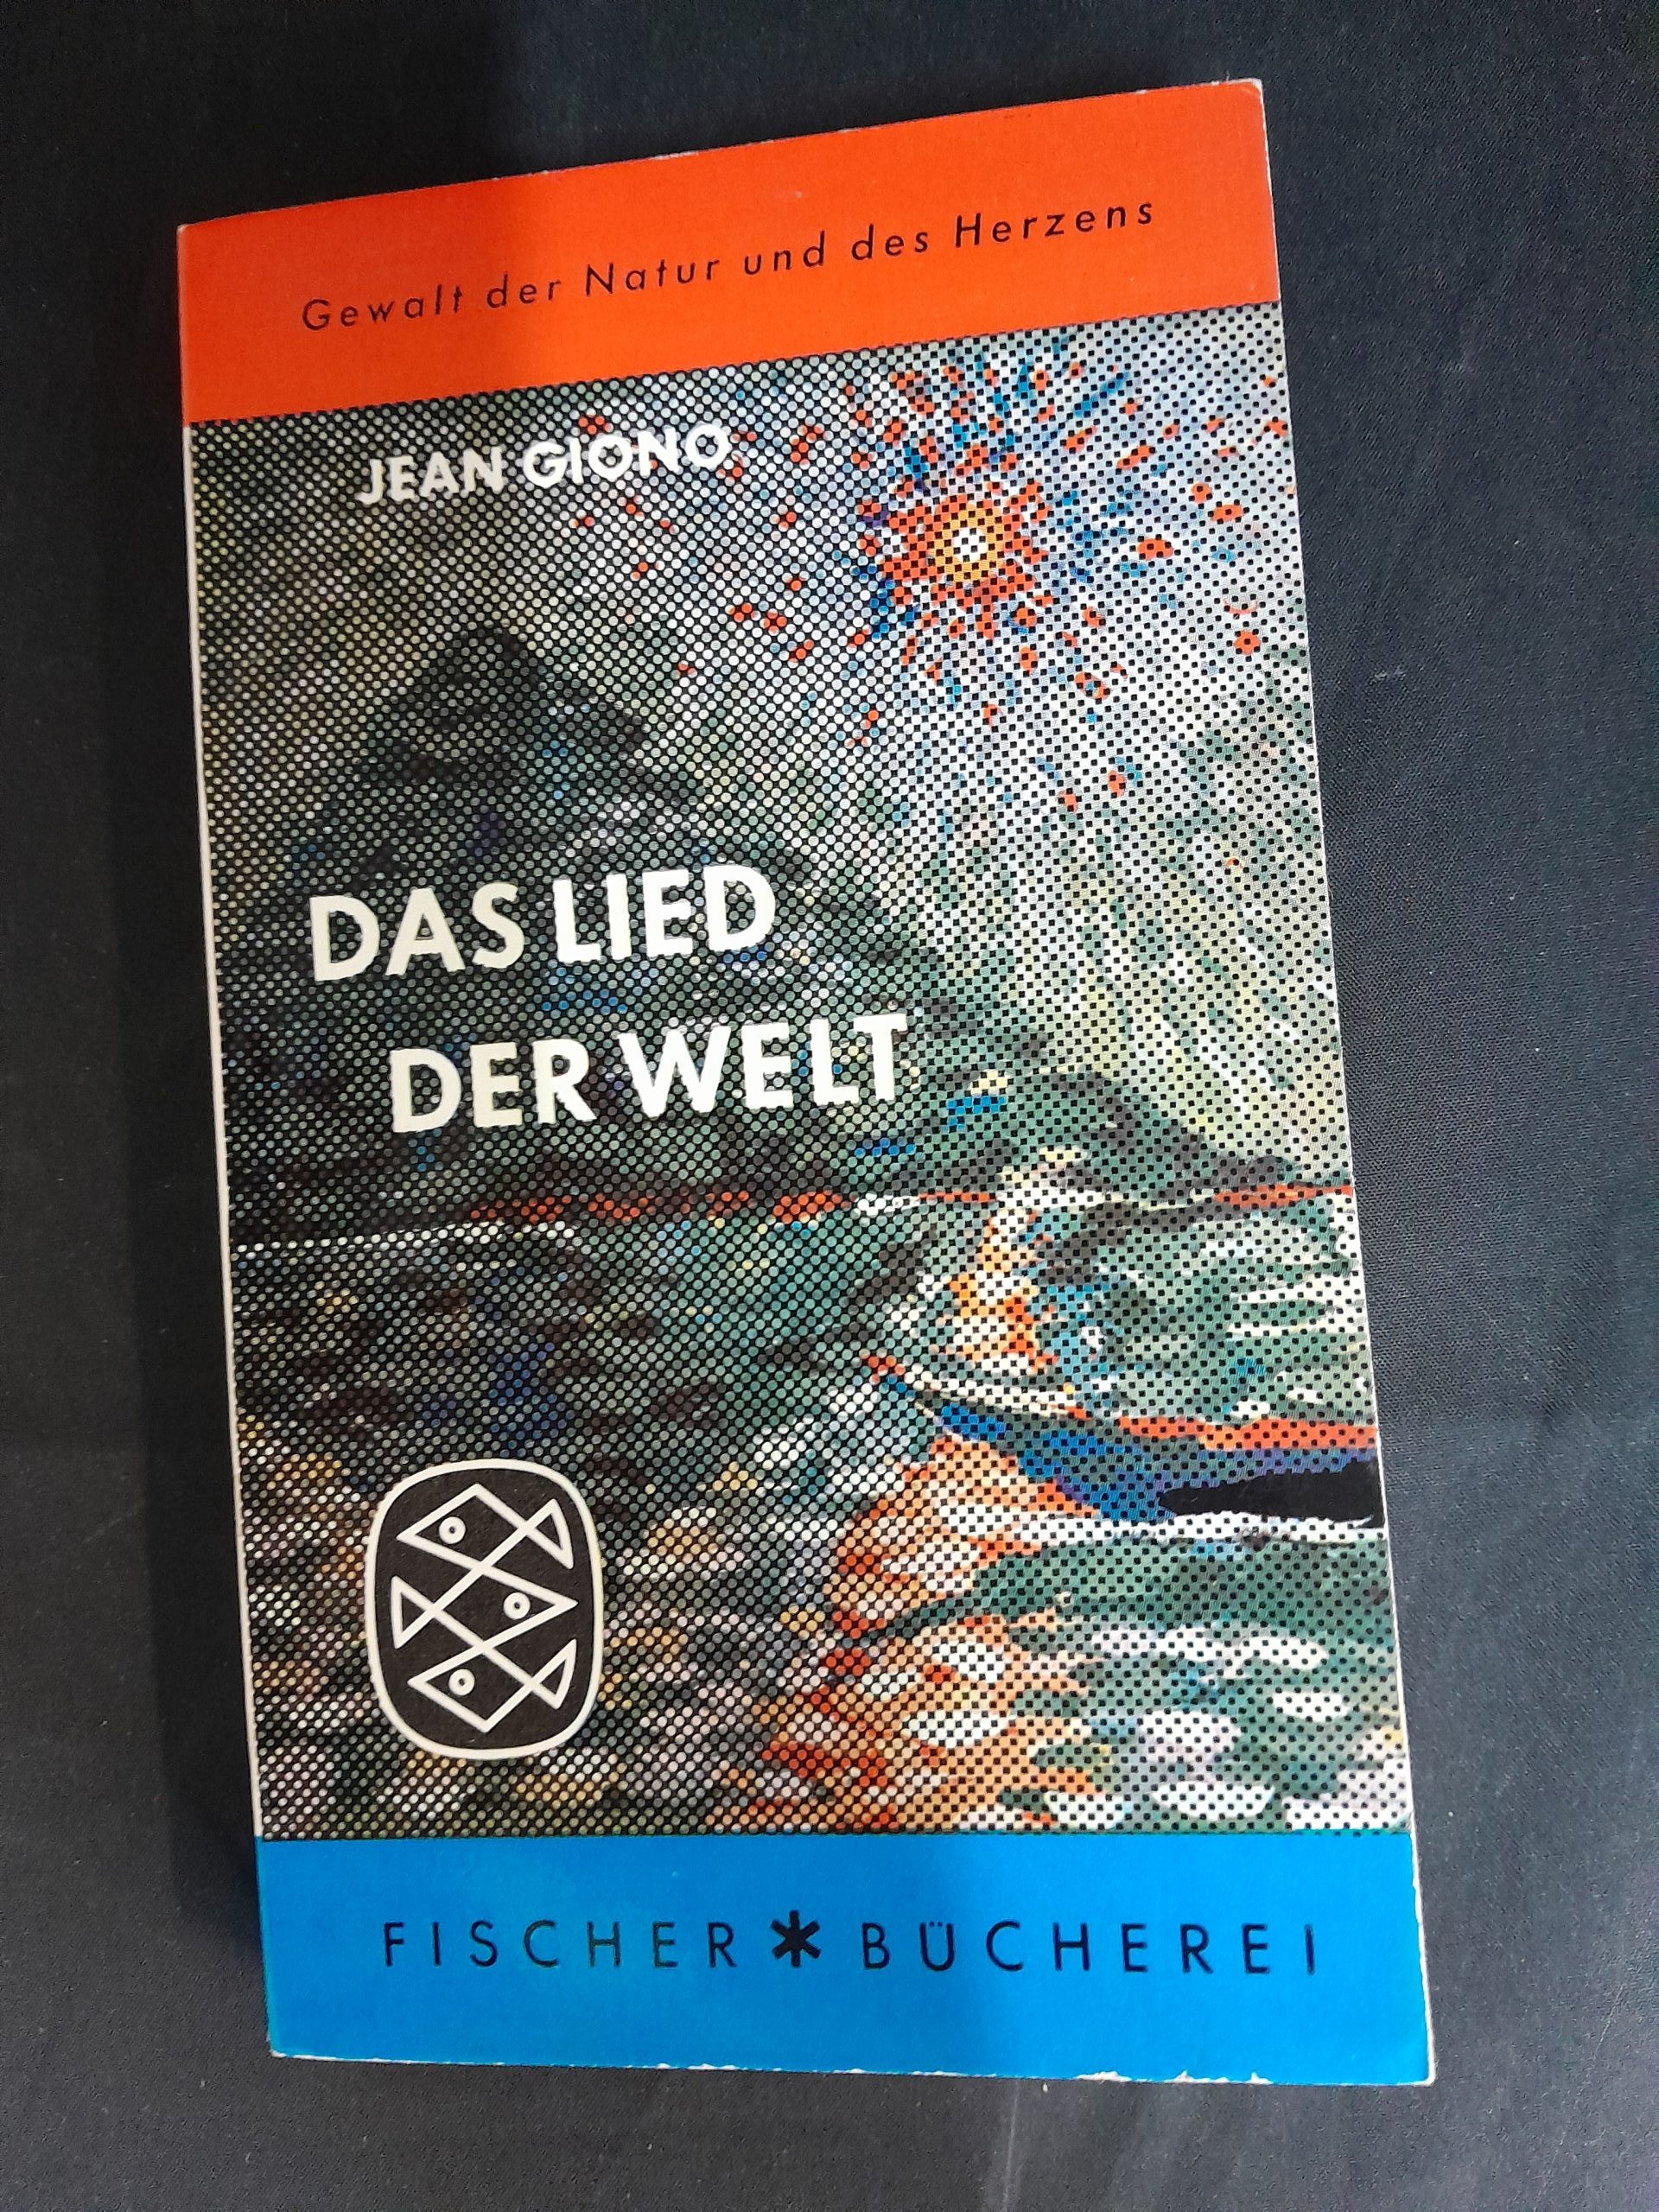 Gewalt der Natur und des Herzens
JEAN GIONO
DAS LIED
DER WELT
FISCHER * BÜCHEREI